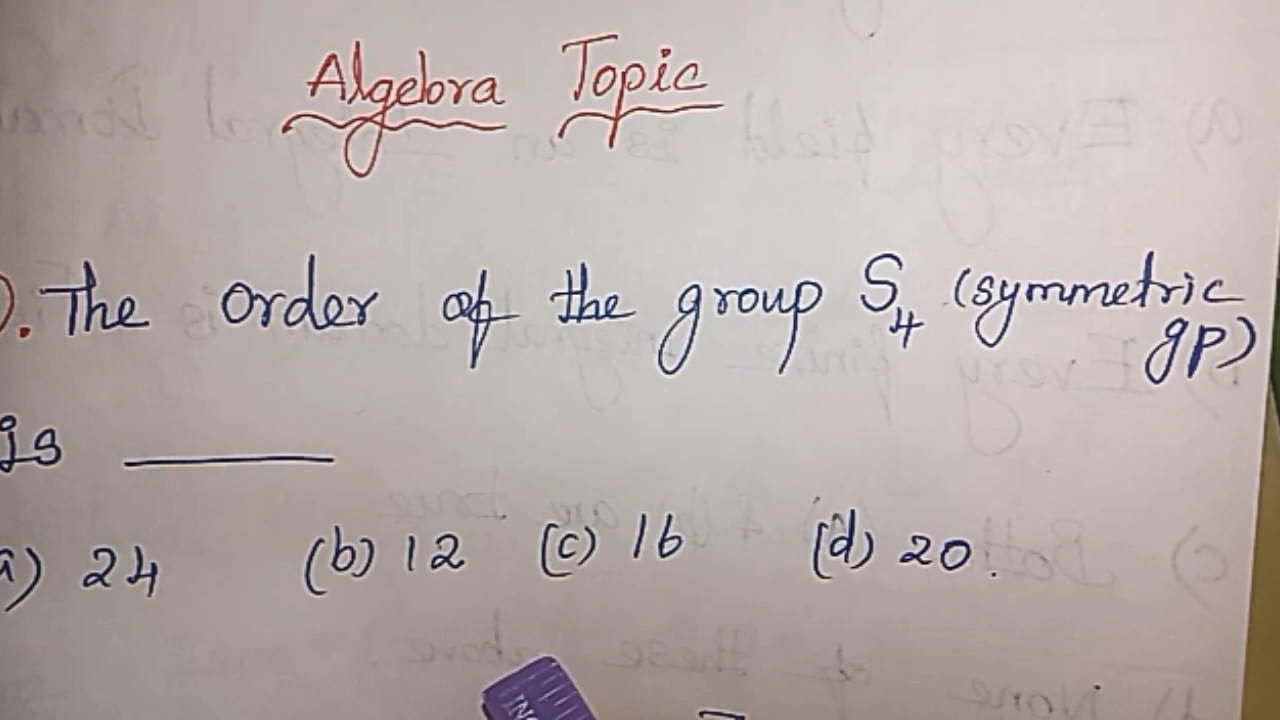 Algebra Topic
. The order of the group S4 (symmetric
gp)
is ______
a) 24 (b) 12 (c) 16 (d) 20.